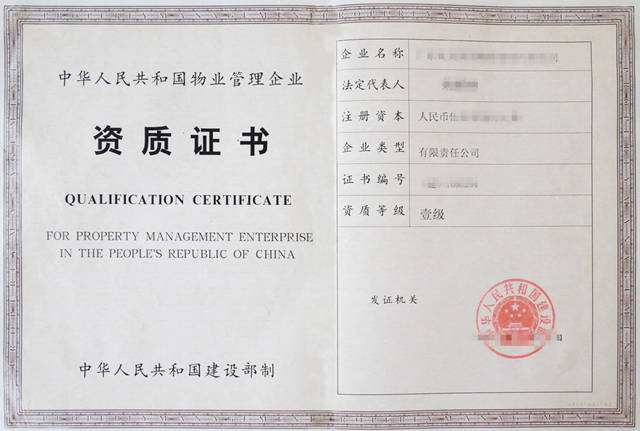 中华人民共和国物业管理企业
资质证书
QUALIFICATION CERTIFICATE
FOR PROPERTY MANAGEMENT ENTERPRISE
IN THE PEOPLE'S REPUBLIC OF CHINA
中华人民共和国建设部制
企业名称
法定代表人
注册资本 人民币
企业类型 有限责任公司
证书编号
资质等级 壹级
发证机关
中华人民共和国建设部